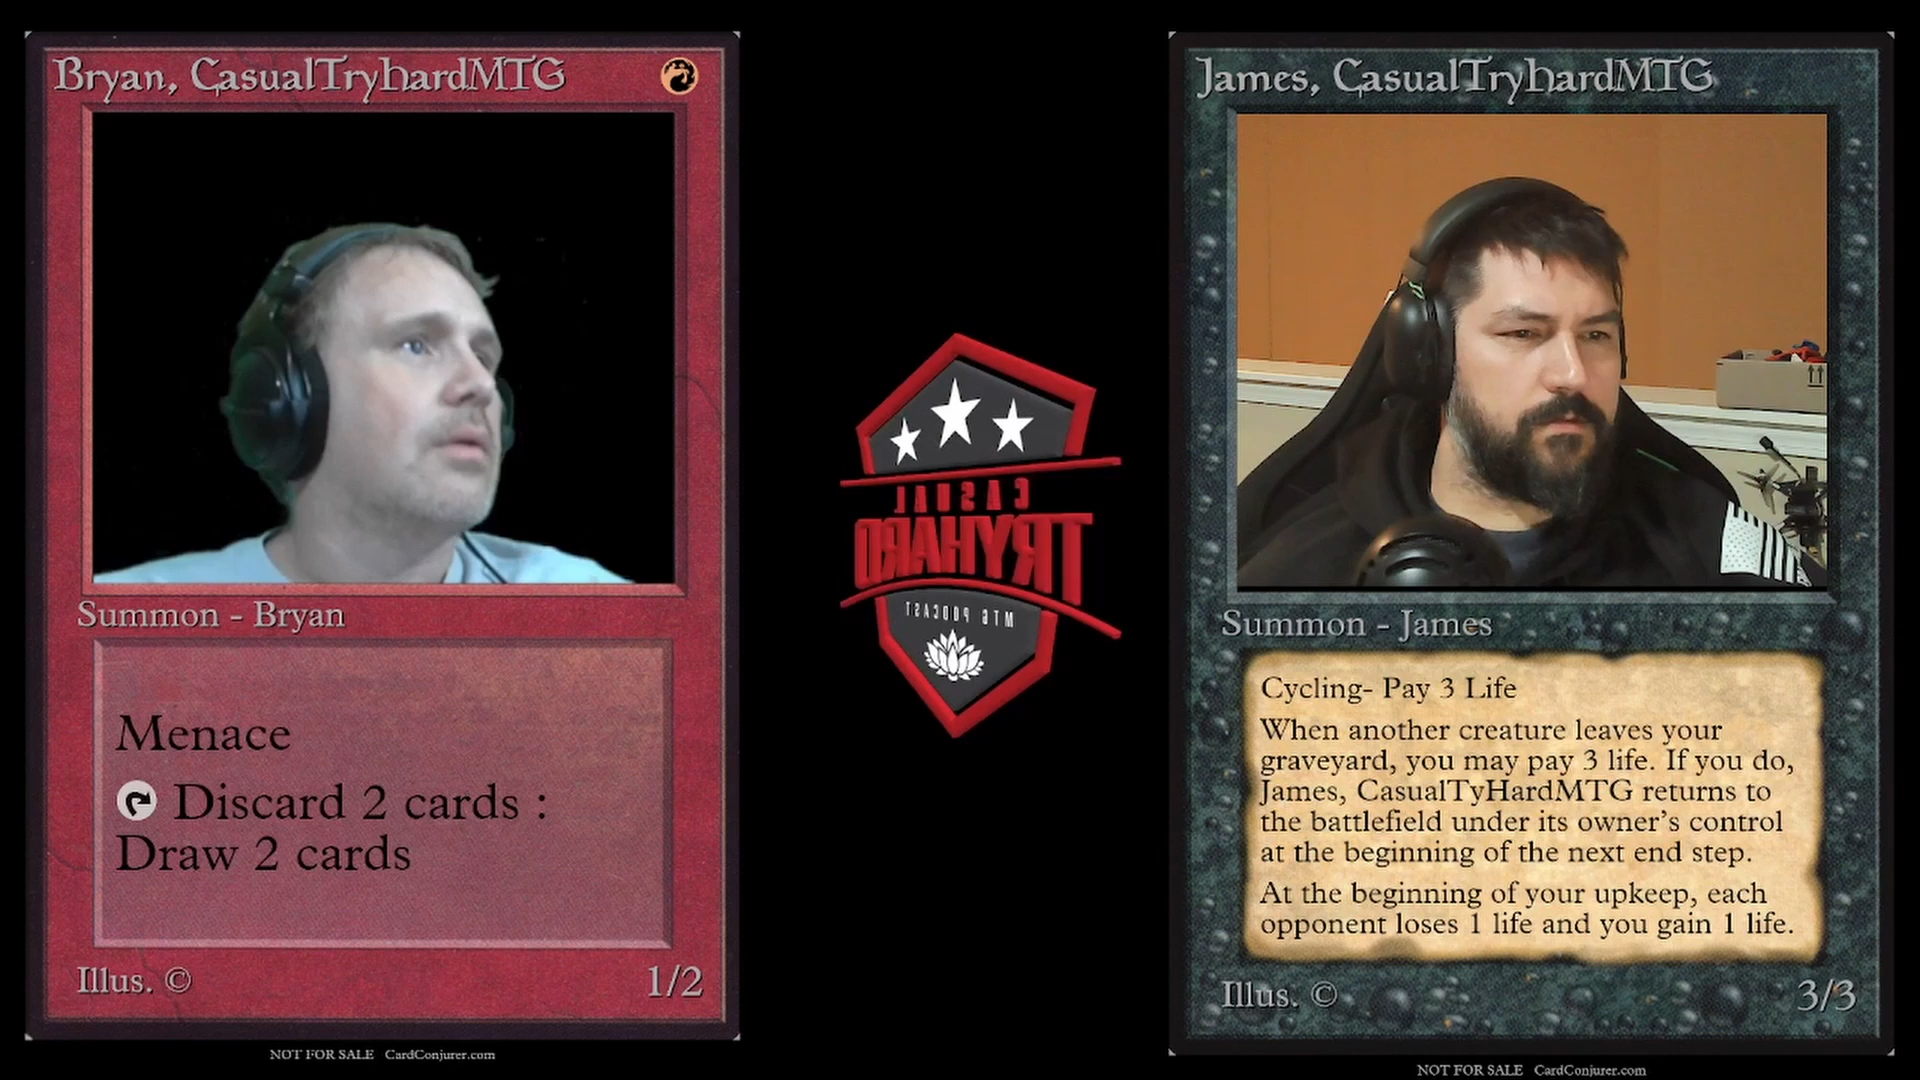 Bryan, CasualTryhardMTG
Summon - Bryan
Menace
Discard 2 cards :
Draw 2 cards
Illus. ©
1/2
NOT FOR SALE CardConjurer.com
CASUAL
TRYHARD
MTG PODCAST
James, CasualTryhardMTG
Summon - James
Cycling- Pay 3 Life
When another creature leaves your
graveyard, you may pay 3 life. If you do,
James, CasualTyHardMTG returns to
the battlefield under its owner's control
at the beginning of the next end step.
At the beginning of your upkeep, each
opponent loses 1 life and you gain 1 life.
Illus. ©
3/3
NOT FOR SALE CardConjurer.com